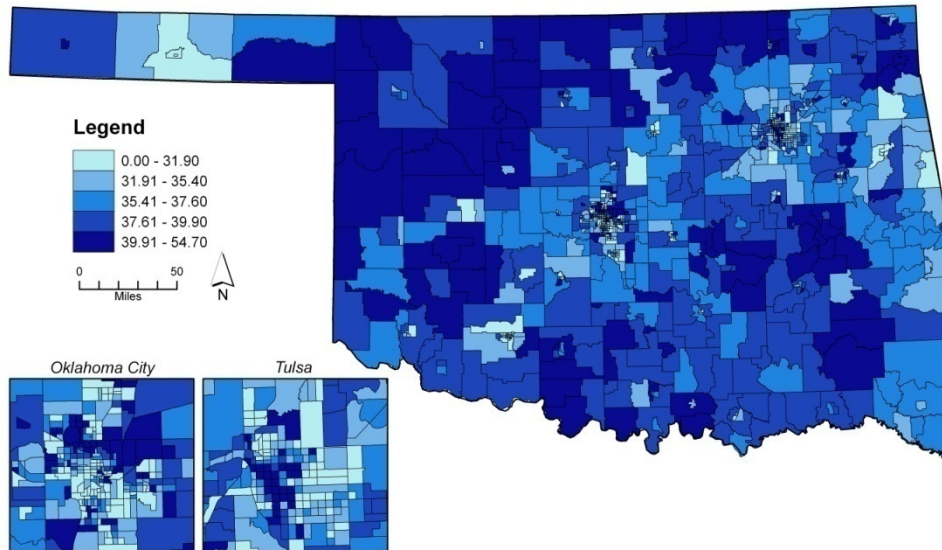 Legend
0.00 - 31.90
31.91 - 35.40
35.41 - 37.60
37.61 - 39.90
39.91 - 54.70
0 50
Miles
N
Oklahoma City Tulsa